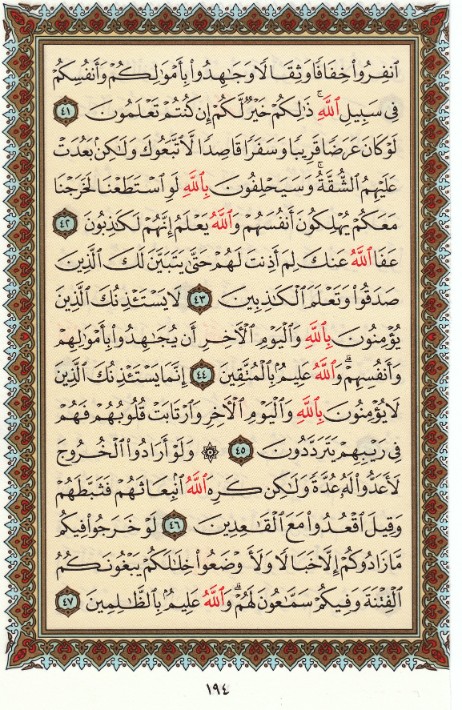 ٱنفِرُوا۟ خِفَافًا وَثِقَالًا وَجَـٰهِدُوا۟ بِأَمْوَٰلِكُمْ وَأَنفُسِكُمْ
فِى سَبِيلِ ٱللَّهِ ۚ ذَٰلِكُمْ خَيْرٌ لَّكُمْ إِن كُنتُمْ تَعْلَمُونَ ٤١
لَوْ كَانَ عَرَضًا قَرِيبًا وَسَفَرًا قَاصِدًا لَّٱتَّبَعُوكَ وَلَـٰكِنۢ بَعُدَتْ
عَلَيْهِمُ ٱلشُّقَّةُ ۚ وَسَيَحْلِفُونَ بِٱللَّهِ لَوِ ٱسْتَطَعْنَا لَخَرَجْنَا
مَعَكُمْ يُهْلِكُونَ أَنفُسَهُمْ وَٱللَّهُ يَعْلَمُ إِنَّهُمْ لَكَـٰذِبُونَ ٤٢
عَفَا ٱللَّهُ عَنكَ لِمَ أَذِنتَ لَهُمْ حَتَّىٰ يَتَبَيَّنَ لَكَ ٱلَّذِينَ
صَدَقُوا۟ وَتَعْلَمَ ٱلْكَـٰذِبِينَ ٤٣ لَا يَسْتَـْٔذِنُكَ ٱلَّذِينَ
يُؤْمِنُونَ بِٱللَّهِ وَٱلْيَوْمِ ٱلْـَٔاخِرِ أَن يُجَـٰهِدُوا۟ بِأَمْوَٰلِهِمْ
وَأَنفُسِهِمْ ۗ وَٱللَّهُ عَلِيمٌۢ بِٱلْمُتَّقِينَ ٤٤ إِنَّمَا يَسْتَـْٔذِنُكَ ٱلَّذِينَ
لَا يُؤْمِنُونَ بِٱللَّهِ وَٱلْيَوْمِ ٱلْـَٔاخِرِ وَٱرْتَابَتْ قُلُوبُهُمْ فَهُمْ
فِى رَيْبِهِمْ يَتَرَدَّدُونَ ٤٥ ۞ وَلَوْ أَرَادُوا۟ ٱلْخُرُوجَ
لَأَعَدُّوا۟ لَهُۥ عُدَّةً وَلَـٰكِن كَرِهَ ٱللَّهُ ٱنۢبِعَاثَهُمْ فَثَبَّطَهُمْ
وَقِيلَ ٱقْعُدُوا۟ مَعَ ٱلْقَـٰعِدِينَ ٤٦ لَوْ خَرَجُوا۟ فِيكُم
مَّا زَادُوكُمْ إِلَّا خَبَالًا وَلَأَوْضَعُوا۟ خِلَـٰلَكُمْ يَبْغُونَكُمُ
ٱلْفِتْنَةَ وَفِيكُمْ سَمَّـٰعُونَ لَهُمْ ۗ وَٱللَّهُ عَلِيمٌۢ بِٱلظَّـٰلِمِينَ ٤٧
١٩٤